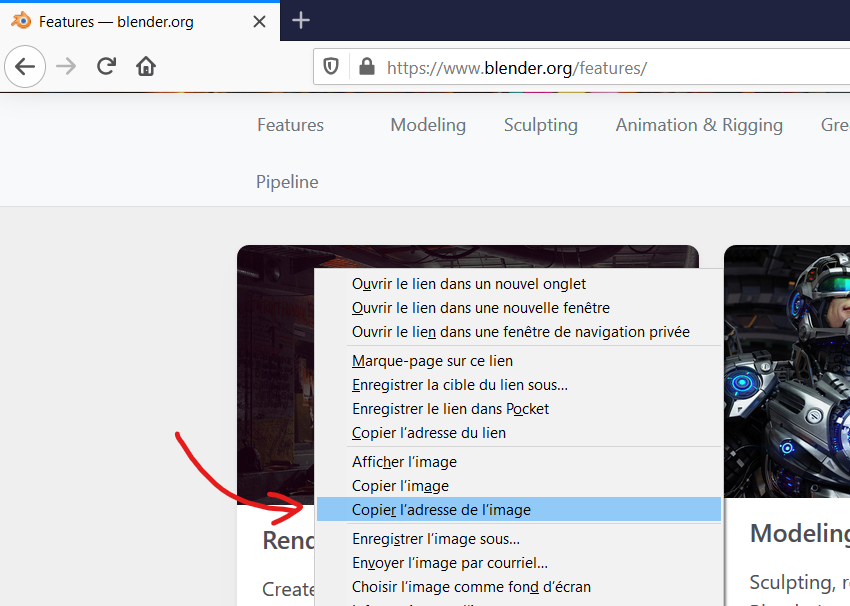 Features — blender.org
https://www.blender.org/features/
Features Modeling Sculpting Animation & Rigging
Pipeline
Ouvrir le lien dans un nouvel onglet
Ouvrir le lien dans une nouvelle fenêtre
Ouvrir le lien dans une fenêtre de navigation privée
Marque-page sur ce lien
Enregistrer la cible du lien sous...
Enregistrer le lien dans Pocket
Copier l’adresse du lien
Afficher l’image
Copier l’image
Copier l’adresse de l’image
Enregistrer l’image sous...
Envoyer l’image par courriel...
Choisir l’image comme fond d’écran
Rend
Create
Modeling
Sculpting, r